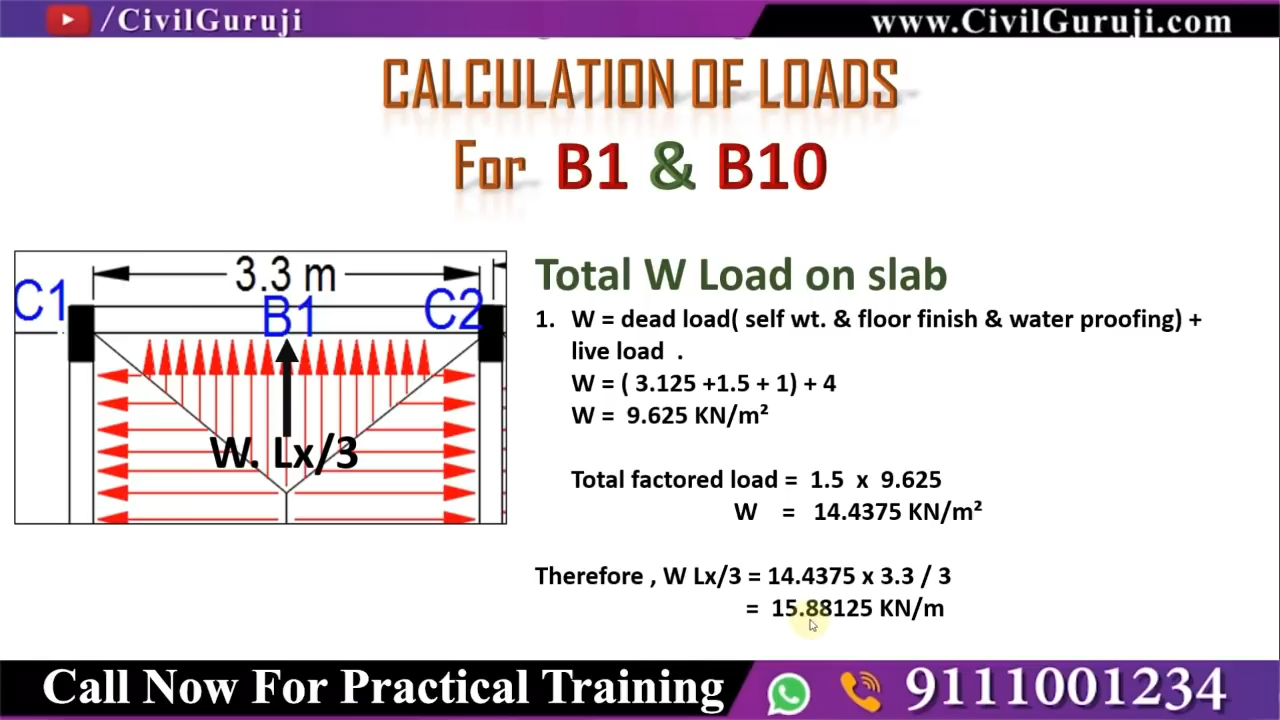 /CivilGuruji
www.CivilGuruji.com
CALCULATION OF LOADS
For B1 & B10
3.3 m
C1
B1
C2
W. Lx/3
Total W Load on slab
1. W = dead load( self wt. & floor finish & water proofing) +
live load .
W = ( 3.125 +1.5 + 1) + 4
W = 9.625 KN/m²
Total factored load = 1.5 x 9.625
W = 14.4375 KN/m²
Therefore , W Lx/3 = 14.4375 x 3.3 / 3
= 15.88125 KN/m
Call Now For Practical Training
9111001234